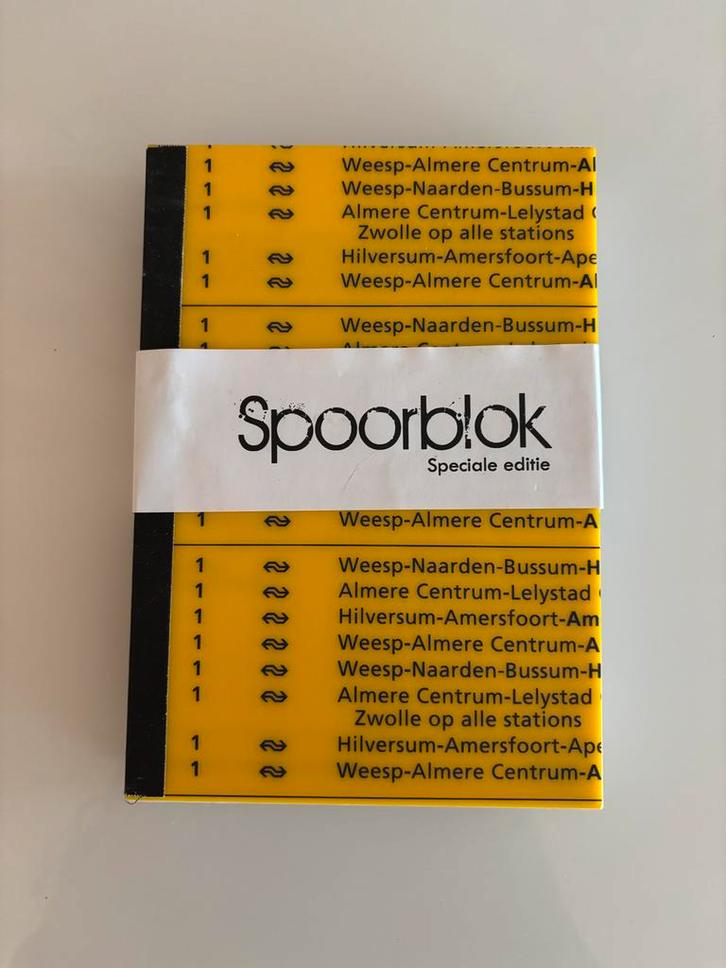 1 Weesp-Almere Centrum-Al
1 Weesp-Naarden-Bussum-H
1 Almere Centrum-Lelystad
Zwolle op alle stations
1 Hilversum-Amersfoort-Ape
1 Weesp-Almere Centrum-Al
1 Weesp-Naarden-Bussum-H
1
Spoorblok
Speciale editie
1 Weesp-Almere Centrum-A
1 Weesp-Naarden-Bussum-H
1 Almere Centrum-Lelystad
1 Hilversum-Amersfoort-Am
1 Weesp-Almere Centrum-A
1 Weesp-Naarden-Bussum-H
1 Almere Centrum-Lelystad
Zwolle op alle stations
1 Hilversum-Amersfoort-Ape
1 Weesp-Almere Centrum-A